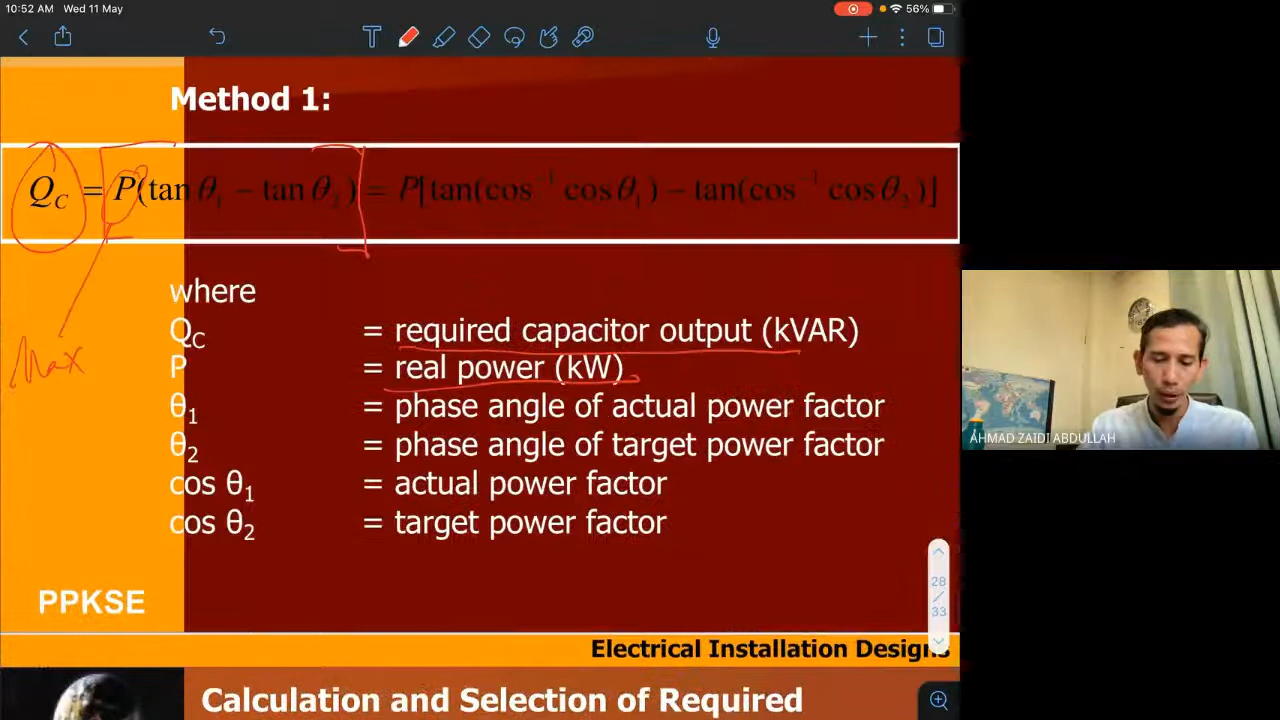 10:52 AM Wed 11 May
56%
Method 1:
Q_C = P(tan θ₁ − tan θ₂) = P[tan(cos⁻¹ cos θ₁) − tan(cos⁻¹ cos θ₂)]
Max
where
Q_C = required capacitor output (kVAR)
P = real power (kW)
θ₁ = phase angle of actual power factor
θ₂ = phase angle of target power factor
cos θ₁ = actual power factor
cos θ₂ = target power factor
AHMAD ZAIDI ABDULLAH
28
/
33
PPKSE
Electrical Installation Designs
Calculation and Selection of Required